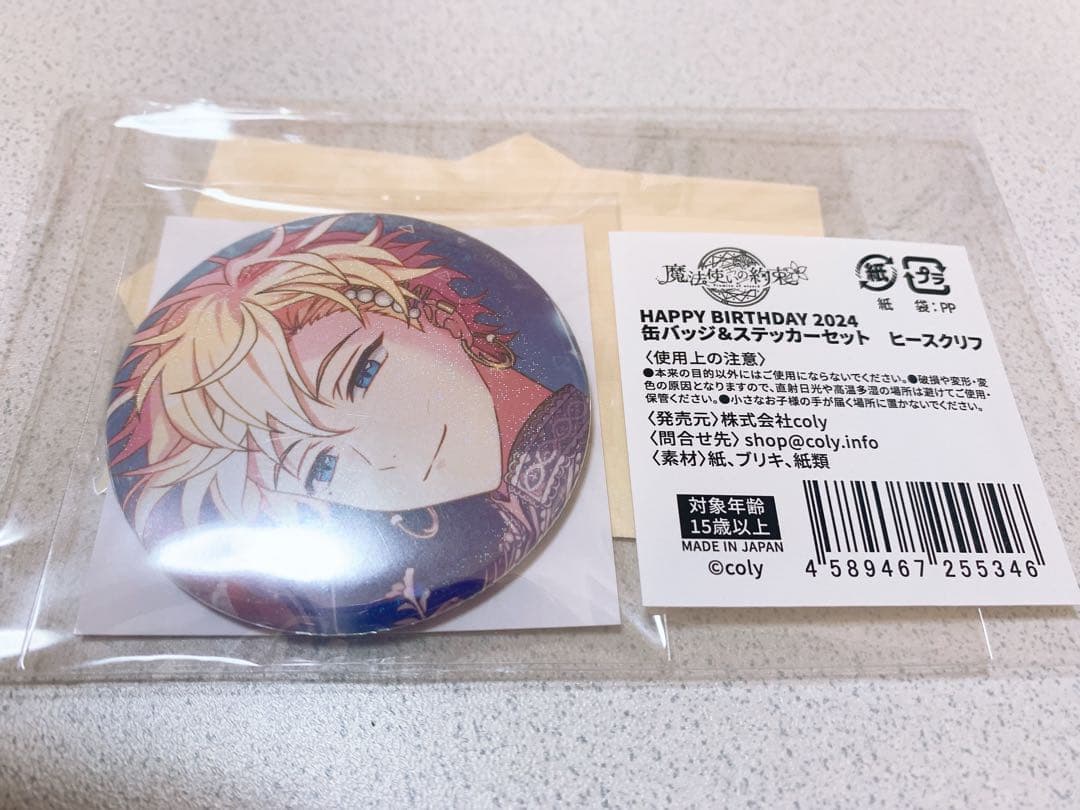 魔法使いの約束
紙 プラ
紙 袋:PP
HAPPY BIRTHDAY 2024
缶バッジ&ステッカーセット ヒースクリフ
〈使用上の注意〉
●本来の目的以外にはご使用にならないでください。●破損や変形・変
色の原因となりますので、直射日光や高温多湿の場所は避けてご使用・
保管ください。●小さなお子様の手が届く場所に置かないでください。
〈発売元〉株式会社coly
〈問合せ先〉shop@coly.info
〈素材〉紙、ブリキ、紙類
対象年齢
15歳以上
MADE IN JAPAN
©coly
4 589467 255346